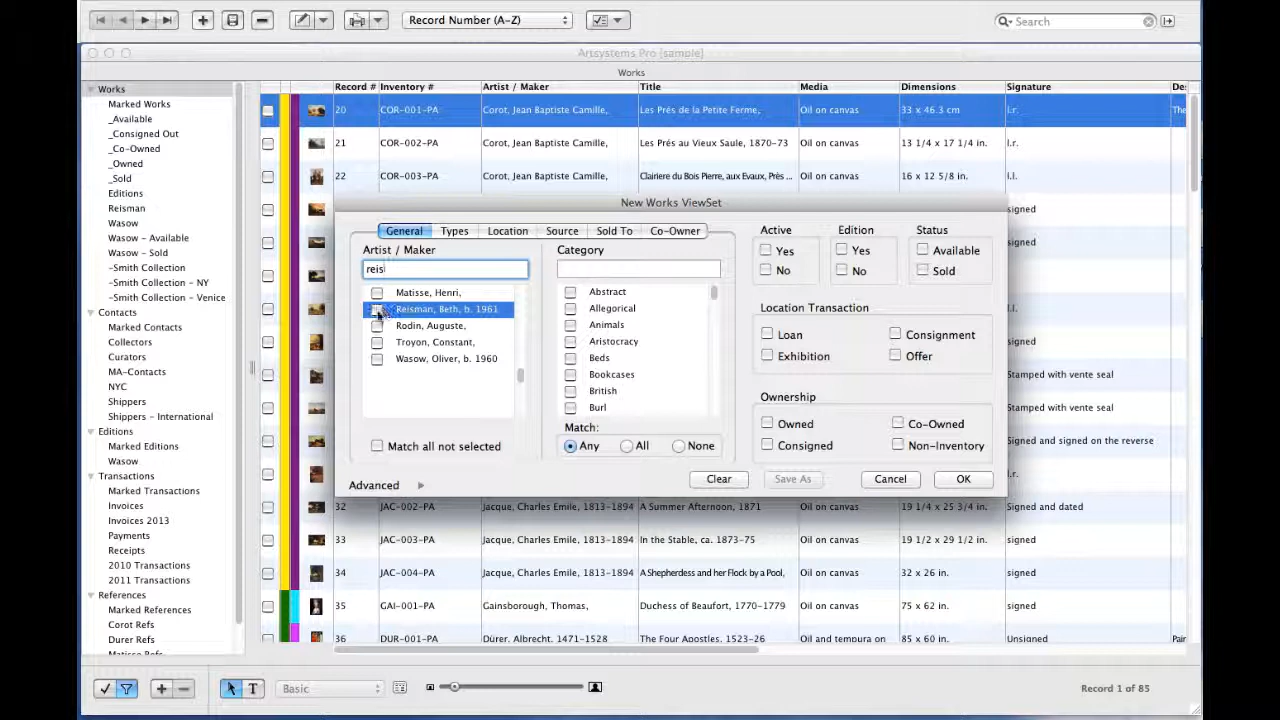 Record Number (A-Z)
Search
Artsystems Pro [sample]
Works
Works
Marked Works
_Available
_Consigned Out
_Co-Owned
_Owned
_Sold
Editions
Reisman
Wasow
Wasow - Available
Wasow - Sold
-Smith Collection
-Smith Collection - NY
-Smith Collection - Venice
Contacts
Marked Contacts
Collectors
Curators
MA-Contacts
NYC
Shippers
Shippers - International
Editions
Marked Editions
Wasow
Transactions
Marked Transactions
Invoices
Invoices 2013
Payments
Receipts
2010 Transactions
2011 Transactions
References
Marked References
Corot Refs
Durer Refs
Matisse Refs
Record # Inventory # Artist / Maker Title Media Dimensions Signature De:
20 COR-001-PA Corot, Jean Baptiste Camille, Les Prés de la Petite Ferme, Oil on canvas 33 x 46.3 cm l.r. The
21 COR-002-PA Corot, Jean Baptiste Camille, Les Prés au Vieux Saule, 1870-73 Oil on canvas 13 1/4 x 17 1/4 in. l.r.
22 COR-003-PA Corot, Jean Baptiste Camille, Clairiere du Bois Pierre, aux Evaux, Près ... Oil on canvas 16 x 12 5/8 in. l.l.
signed
signed
Stamped with vente seal
Stamped with vente seal
Signed and signed on the reverse
l.r.
New Works ViewSet
General Types Location Source Sold To Co-Owner
Artist / Maker
reis
Matisse, Henri,
Reisman, Beth, b. 1961
Rodin, Auguste,
Troyon, Constant,
Wasow, Oliver, b. 1960
Match all not selected
Category
Abstract
Allegorical
Animals
Aristocracy
Beds
Bookcases
British
Burl
Match:
Any All None
Active
Yes
No
Edition
Yes
No
Status
Available
Sold
Location Transaction
Loan Consignment
Exhibition Offer
Ownership
Owned Co-Owned
Consigned Non-Inventory
Advanced
Clear Save As Cancel OK
32 JAC-002-PA Jacque, Charles Emile, 1813-1894 A Summer Afternoon, 1871 Oil on canvas 19 1/4 x 25 3/4 in. Signed and dated
33 JAC-003-PA Jacque, Charles Emile, 1813-1894 In the Stable, ca. 1873-75 Oil on canvas 19 1/2 x 29 1/2 in. signed
34 JAC-004-PA Jacque, Charles Emile, 1813-1894 A Shepherdess and her Flock by a Pool, Oil on canvas 32 x 26 in. signed
35 GAI-001-PA Gainsborough, Thomas, Duchess of Beaufort, 1770-1779 Oil on canvas 75 x 62 in. signed
36 DUR-001-PA Dürer, Albrecht, 1471-1528 The Four Apostles, 1523-26 Oil and tempura on 85 x 60 in. Unsigned Pair
T
Basic
Record 1 of 85